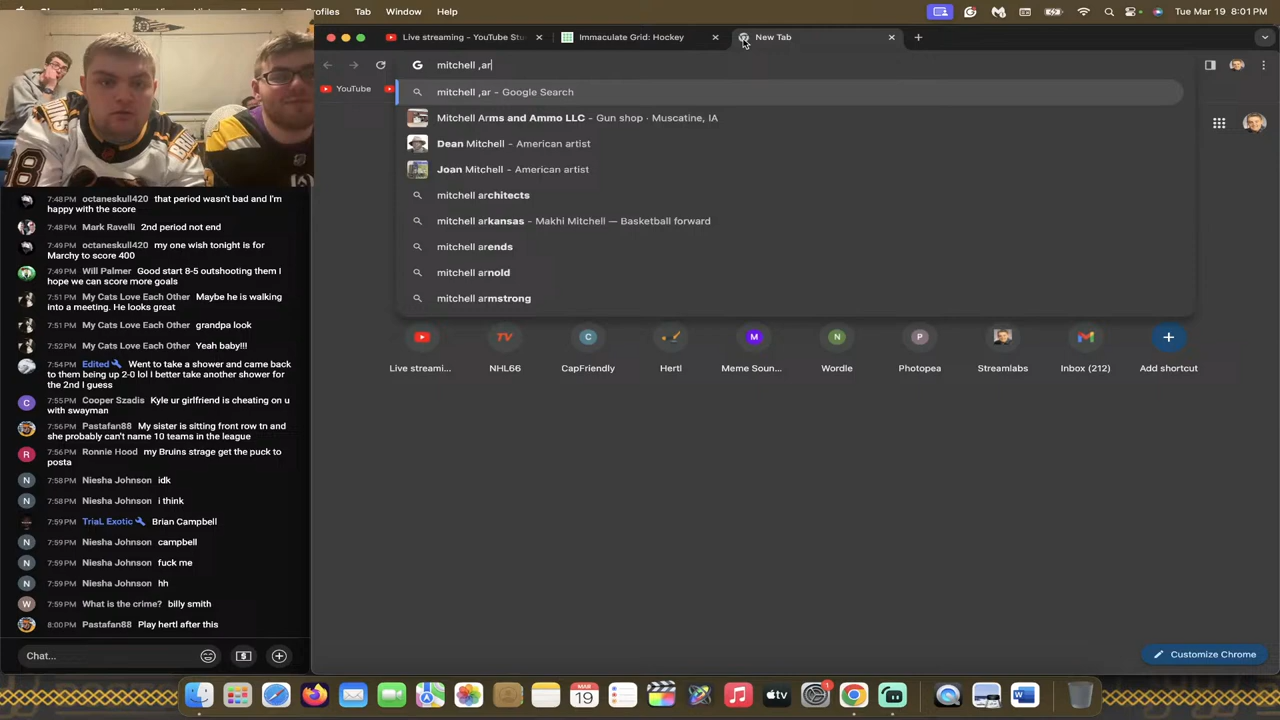 Profiles Tab Window Help
Tue Mar 19 8:01 PM
Live streaming - YouTube Stu
Immaculate Grid: Hockey
New Tab
mitchell ,ar
YouTube
mitchell ,ar – Google Search
Mitchell Arms and Ammo LLC – Gun shop · Muscatine, IA
Dean Mitchell – American artist
Joan Mitchell – American artist
mitchell architects
mitchell arkansas – Makhi Mitchell — Basketball forward
mitchell arends
mitchell arnold
mitchell armstrong
Live streami...
NHL66
CapFriendly
Hertl
Meme Soun...
Wordle
Photopea
Streamlabs
Inbox (212)
Add shortcut
Customize Chrome
7:48 PM octaneskull420 that period wasn't bad and I'm
happy with the score
7:48 PM Mark Ravelli 2nd period not end
7:49 PM octaneskull420 my one wish tonight is for
Marchy to score 400
7:49 PM Will Palmer Good start 8-5 outshooting them I
hope we can score more goals
7:51 PM My Cats Love Each Other Maybe he is walking
into a meeting. He looks great
7:51 PM My Cats Love Each Other grandpa look
7:52 PM My Cats Love Each Other Yeah baby!!!
7:54 PM Edited Went to take a shower and came back
to them being up 2-0 lol I better take another shower for
the 2nd I guess
7:55 PM Cooper Szadis Kyle ur girlfriend is cheating on u
with swayman
7:56 PM Pastafan88 My sister is sitting front row tn and
she probably can't name 10 teams in the league
7:56 PM Ronnie Hood my Bruins strage get the puck to
posta
7:58 PM Niesha Johnson idk
7:58 PM Niesha Johnson i think
7:59 PM TriaL Exotic Brian Campbell
7:59 PM Niesha Johnson campbell
7:59 PM Niesha Johnson fuck me
7:59 PM Niesha Johnson hh
7:59 PM What is the crime? billy smith
8:00 PM Pastafan88 Play hertl after this
Chat...